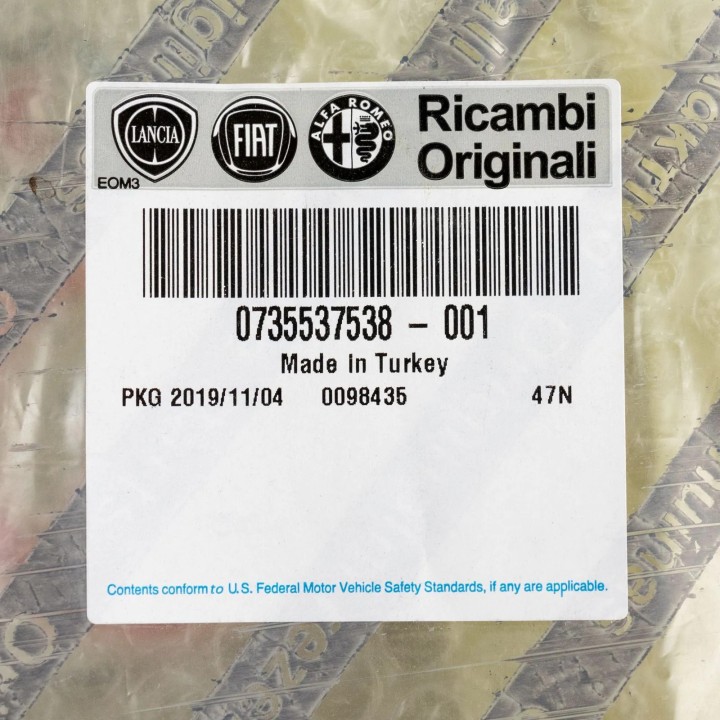 LANCIA
FIAT
ALFA ROMEO
Ricambi
Originali
EOM3
0735537538 - 001
Made in Turkey
PKG 2019/11/04 0098435 47N
Contents conform to U.S. Federal Motor Vehicle Safety Standards, if any are applicable.